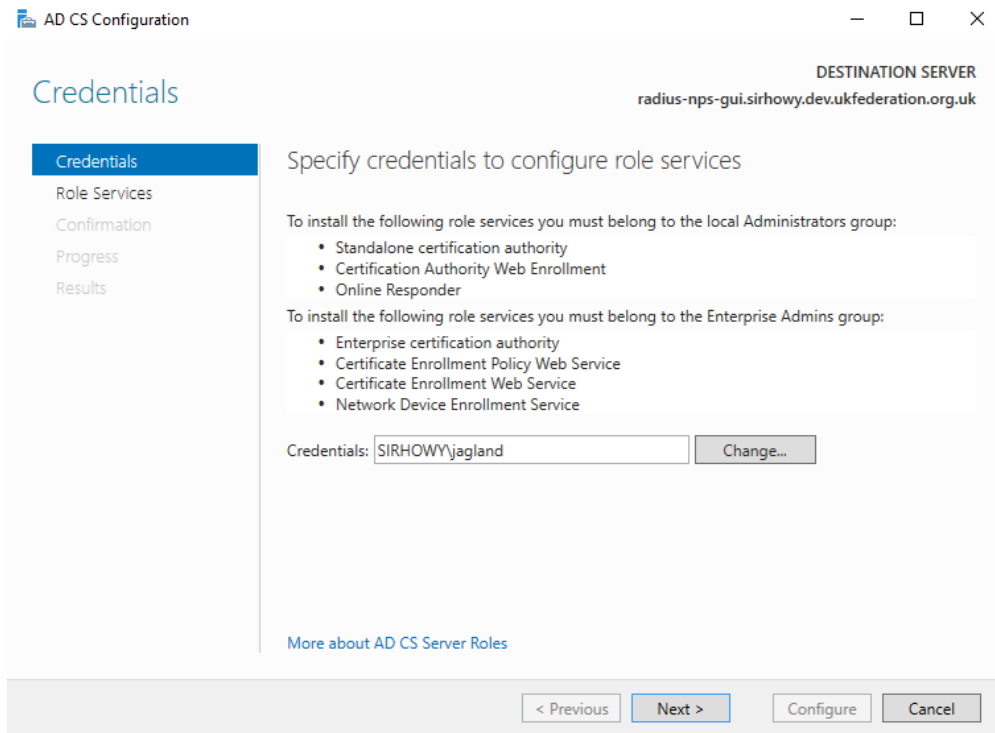 AD CS Configuration
DESTINATION SERVER
radius-nps-gui.sirhowy.dev.ukfederation.org.uk
Credentials
Credentials
Role Services
Confirmation
Progress
Results
Specify credentials to configure role services
To install the following role services you must belong to the local Administrators group:
• Standalone certification authority
• Certification Authority Web Enrollment
• Online Responder
To install the following role services you must belong to the Enterprise Admins group:
• Enterprise certification authority
• Certificate Enrollment Policy Web Service
• Certificate Enrollment Web Service
• Network Device Enrollment Service
Credentials: SIRHOWY\jagland Change...
More about AD CS Server Roles
< Previous Next > Configure Cancel